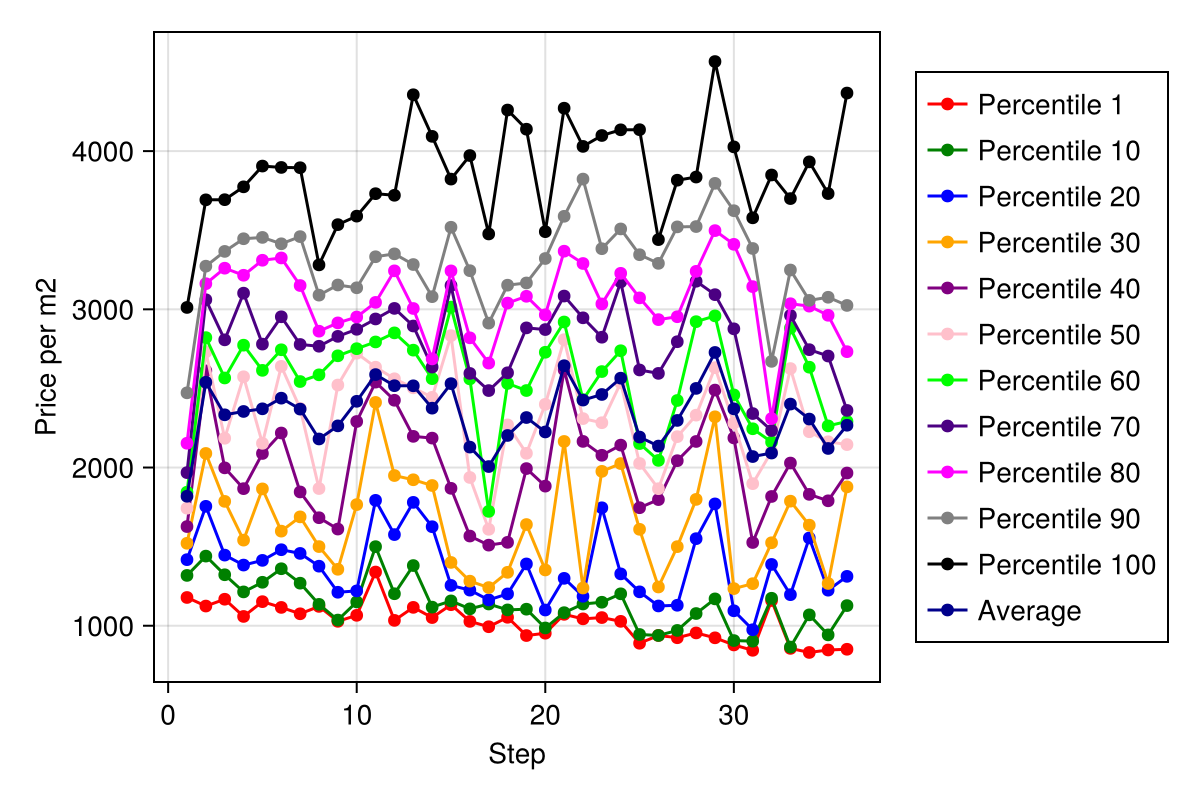 4000
3000
2000
1000
Price per m2
0 10 20 30
Step
Percentile 1
Percentile 10
Percentile 20
Percentile 30
Percentile 40
Percentile 50
Percentile 60
Percentile 70
Percentile 80
Percentile 90
Percentile 100
Average